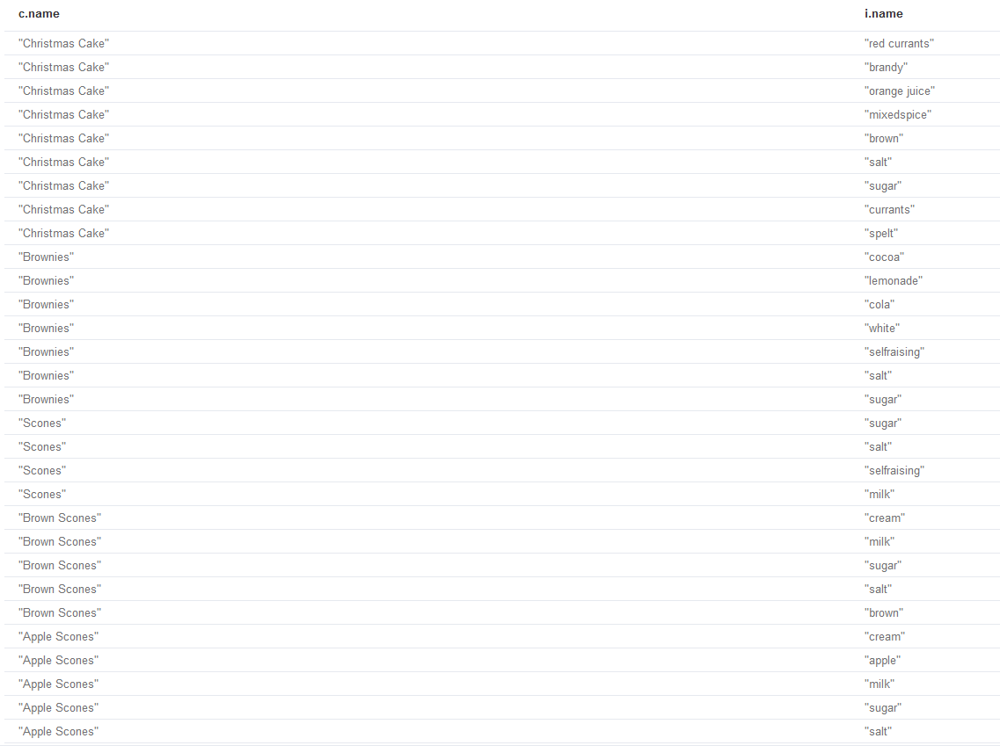 c.name i.name
"Christmas Cake" "red currants"
"Christmas Cake" "brandy"
"Christmas Cake" "orange juice"
"Christmas Cake" "mixedspice"
"Christmas Cake" "brown"
"Christmas Cake" "salt"
"Christmas Cake" "sugar"
"Christmas Cake" "currants"
"Christmas Cake" "spelt"
"Brownies" "cocoa"
"Brownies" "lemonade"
"Brownies" "cola"
"Brownies" "white"
"Brownies" "selfraising"
"Brownies" "salt"
"Brownies" "sugar"
"Scones" "sugar"
"Scones" "salt"
"Scones" "selfraising"
"Scones" "milk"
"Brown Scones" "cream"
"Brown Scones" "milk"
"Brown Scones" "sugar"
"Brown Scones" "salt"
"Brown Scones" "brown"
"Apple Scones" "cream"
"Apple Scones" "apple"
"Apple Scones" "milk"
"Apple Scones" "sugar"
"Apple Scones" "salt"